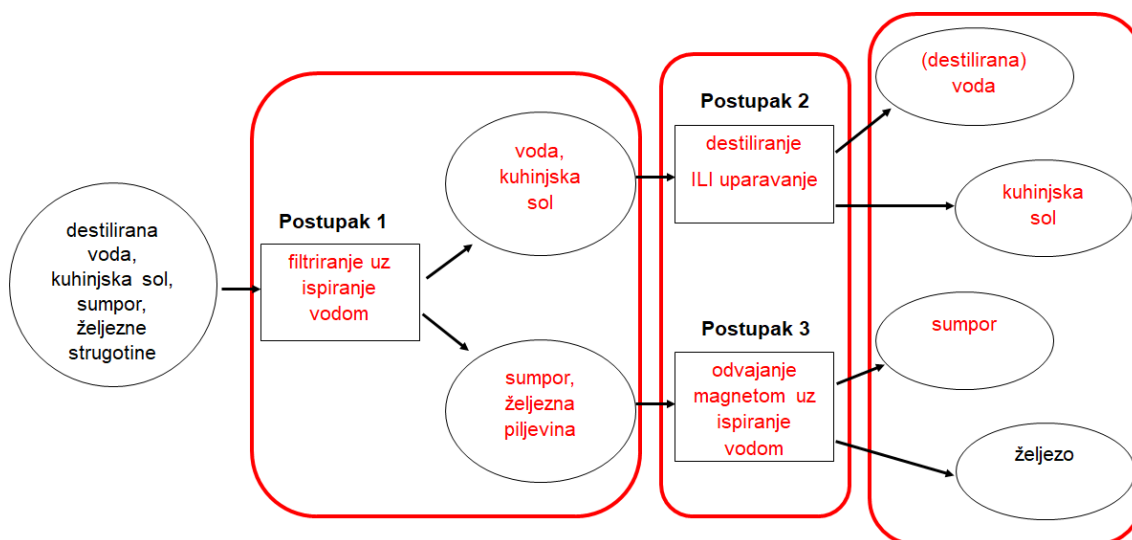 destilirana
voda,
kuhinjska sol,
sumpor,
željezne
strugotine
Postupak 1
filtriranje uz
ispiranje
vodom
voda,
kuhinjska
sol
sumpor,
željezna
piljevina
Postupak 2
destiliranje
ILI uparavanje
Postupak 3
odvajanje
magnetom uz
ispiranje
vodom
(destilirana)
voda
kuhinjska
sol
sumpor
željezo